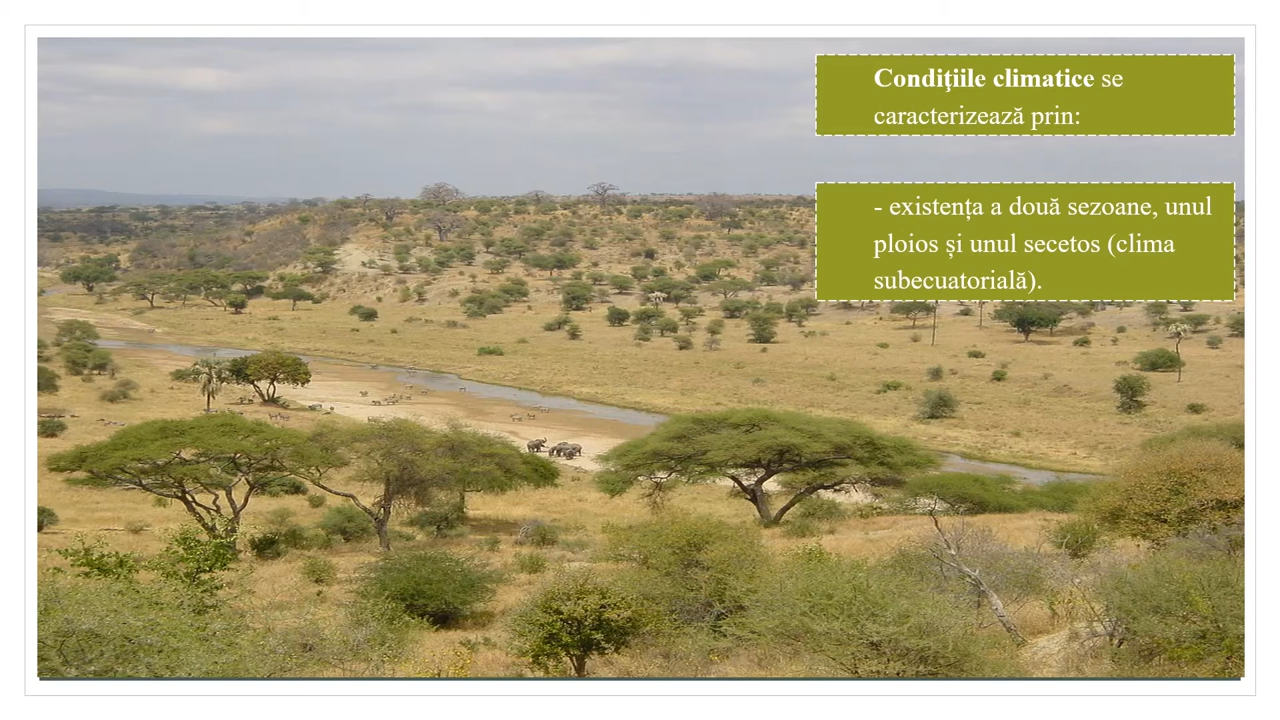 Condiţiile climatice se
caracterizează prin:
- existența a două sezoane, unul
ploios și unul secetos (clima
subecuatorială).